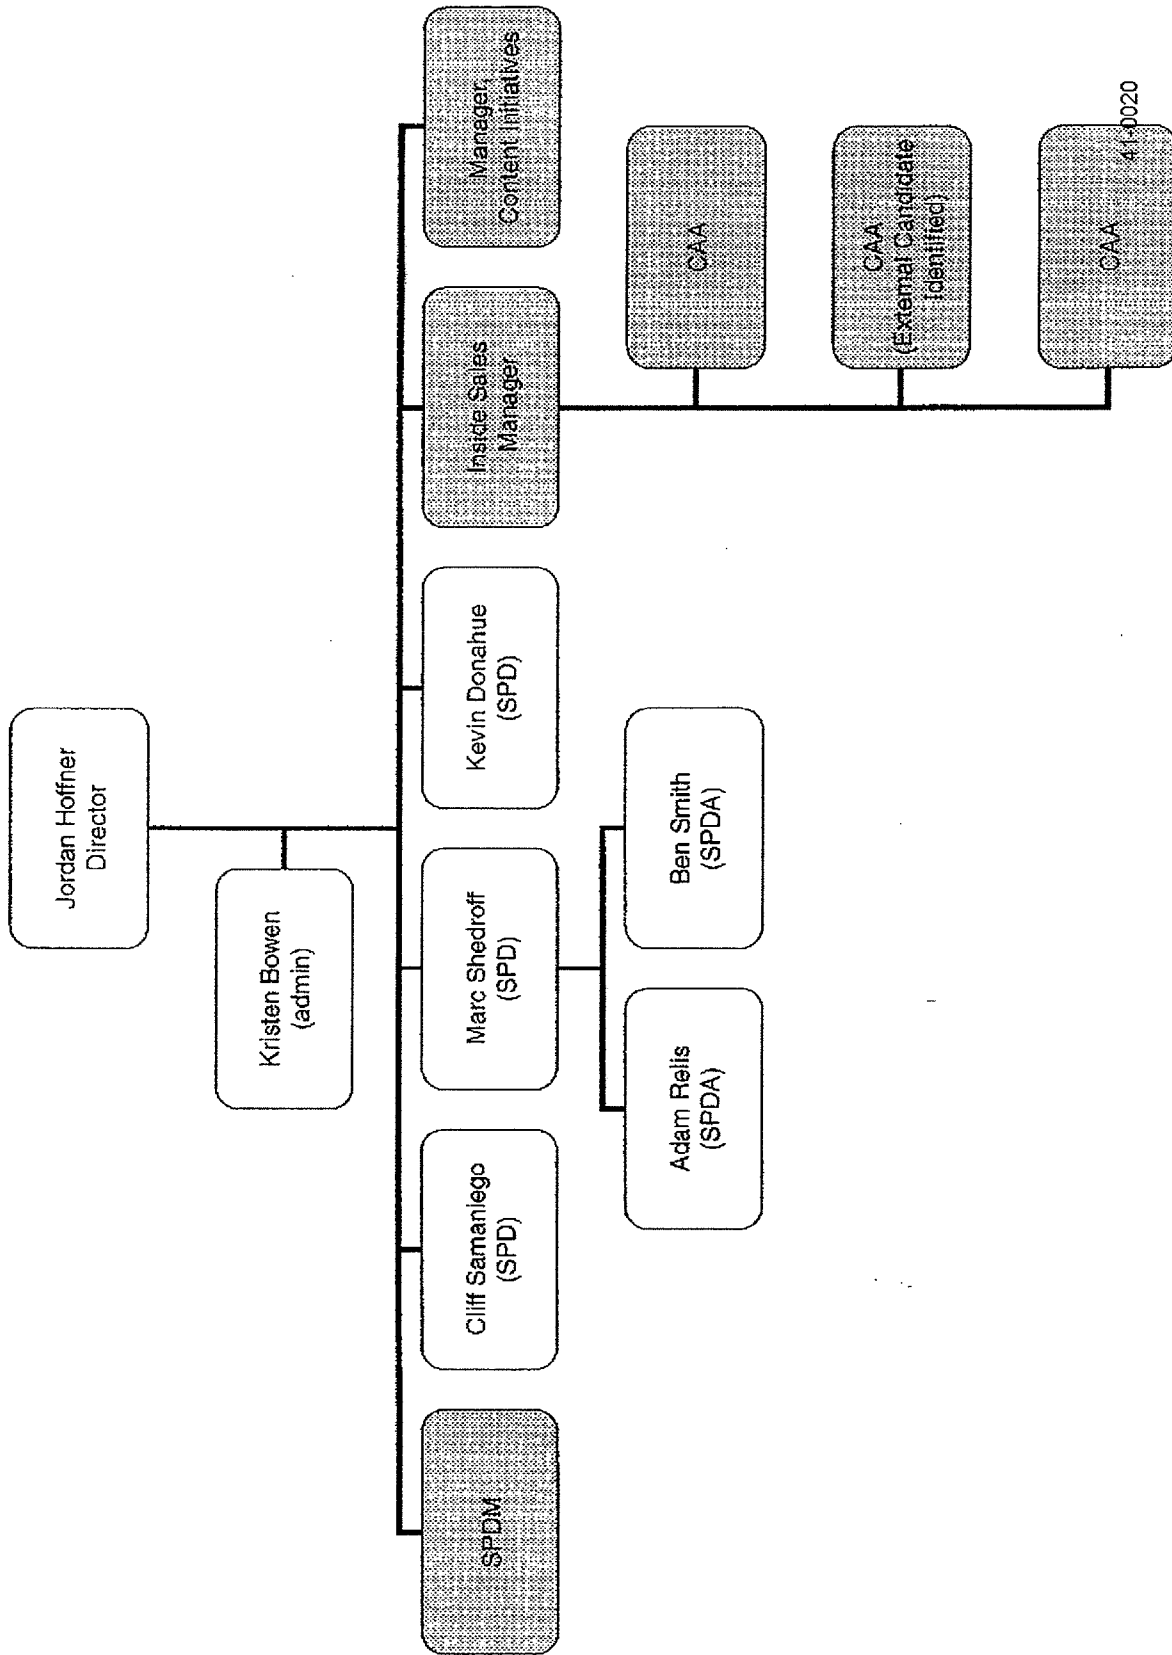 Jordan Hoffner
Director
Kristen Bowen
(admin)
SPDM
Cliff Samaniego
(SPD)
Marc Shedroff
(SPD)
Kevin Donahue
(SPD)
Inside Sales
Manager
Manager,
Content Initiatives
Adam Relis
(SPDA)
Ben Smith
(SPDA)
CAA
CAA
(External Candidate
Identified)
CAA
41-0020